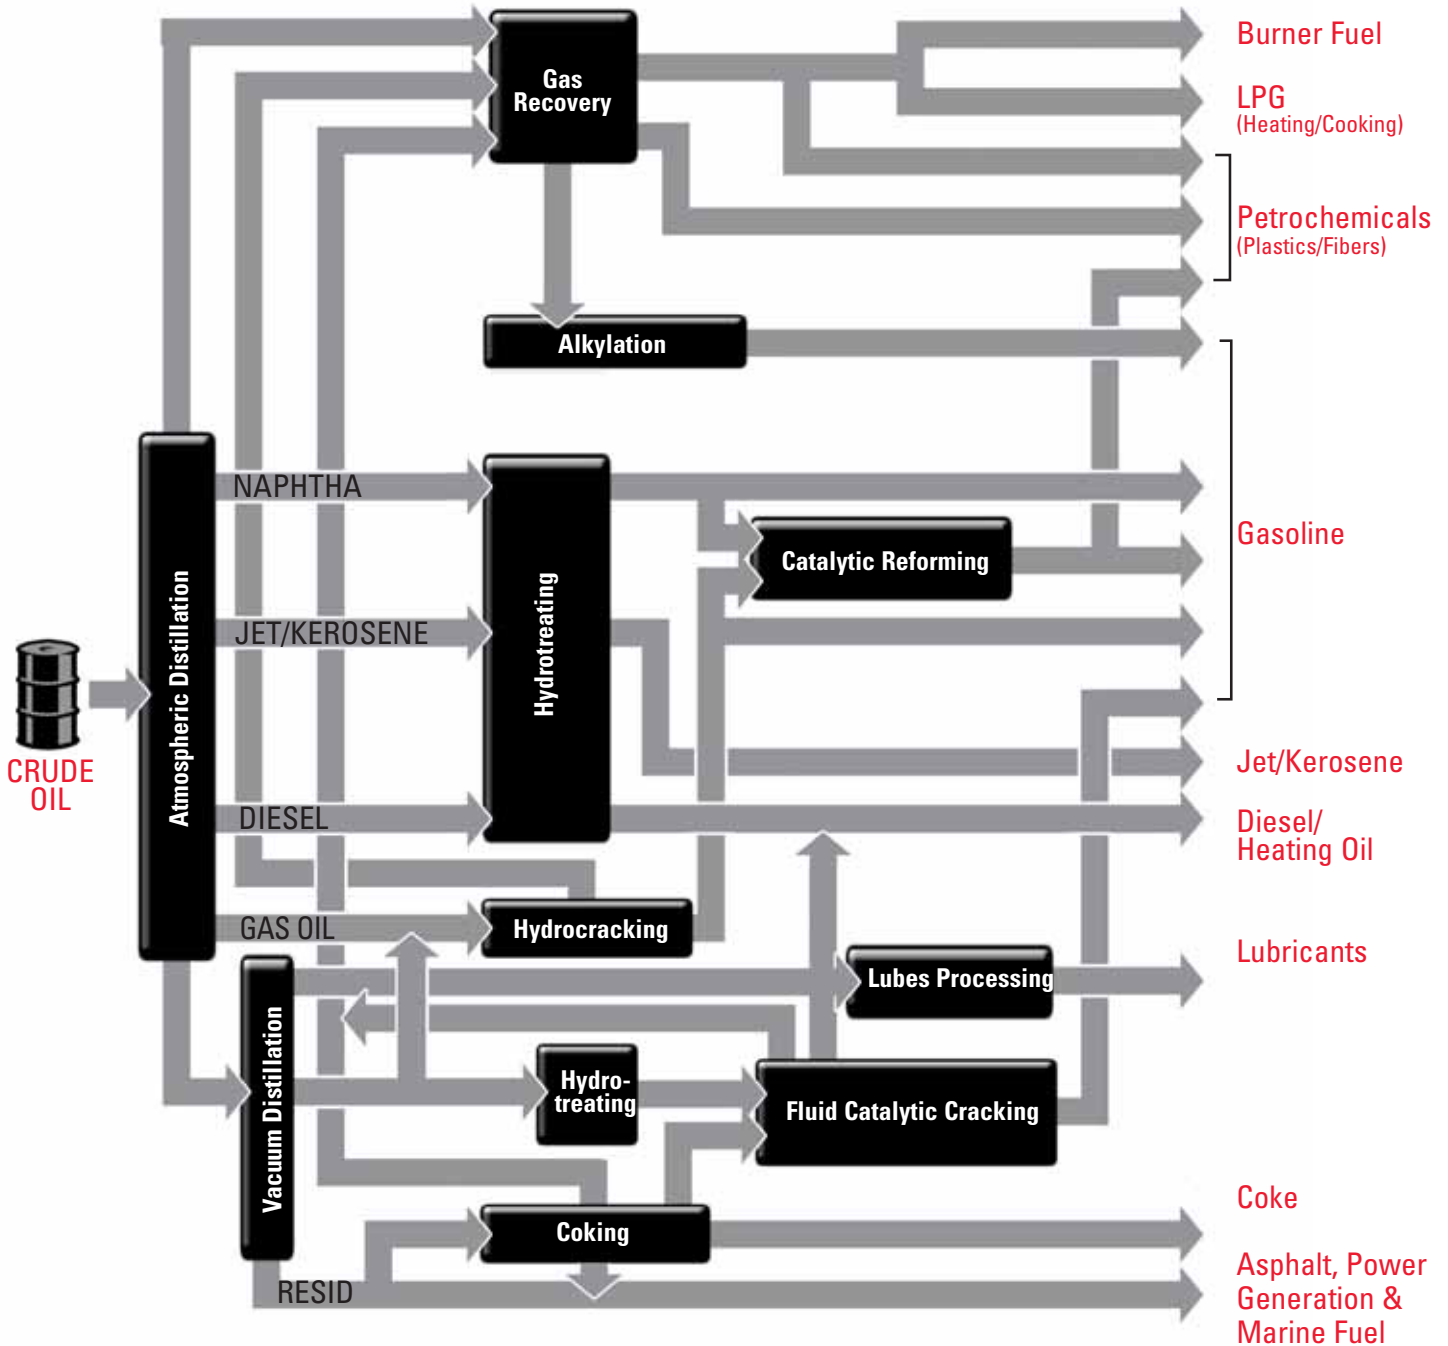 Burner Fuel
Gas
Recovery
LPG
(Heating/Cooking)
Petrochemicals
(Plastics/Fibers)
Alkylation
NAPHTHA
Gasoline
Catalytic Reforming
Atmospheric Distillation
Hydrotreating
JET/KEROSENE
CRUDE
OIL
Jet/Kerosene
DIESEL
Diesel/
Heating Oil
GAS OIL
Hydrocracking
Lubricants
Lubes Processing
Vacuum Distillation
Hydro-
treating
Fluid Catalytic Cracking
Coke
Coking
RESID
Asphalt, Power
Generation &
Marine Fuel